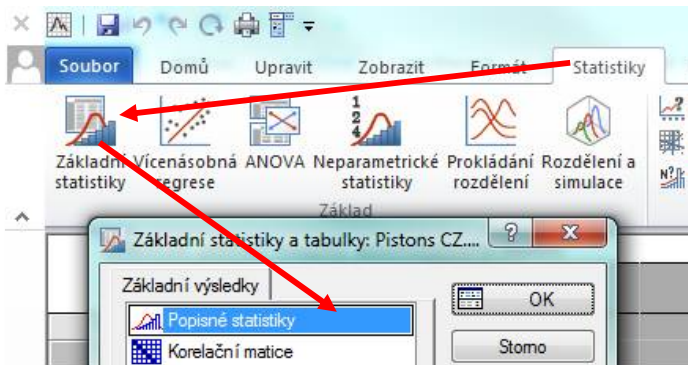 Soubor Domů Upravit Zobrazit Formát Statistiky
Základní statistiky
Vícenásobná regrese
ANOVA
Neparametrické statistiky
Prokládání rozdělení
Rozdělení a simulace
Základ
Základní statistiky a tabulky: Pistons CZ....
Základní výsledky
OK
Popisné statistiky
Storno
Korelační matice